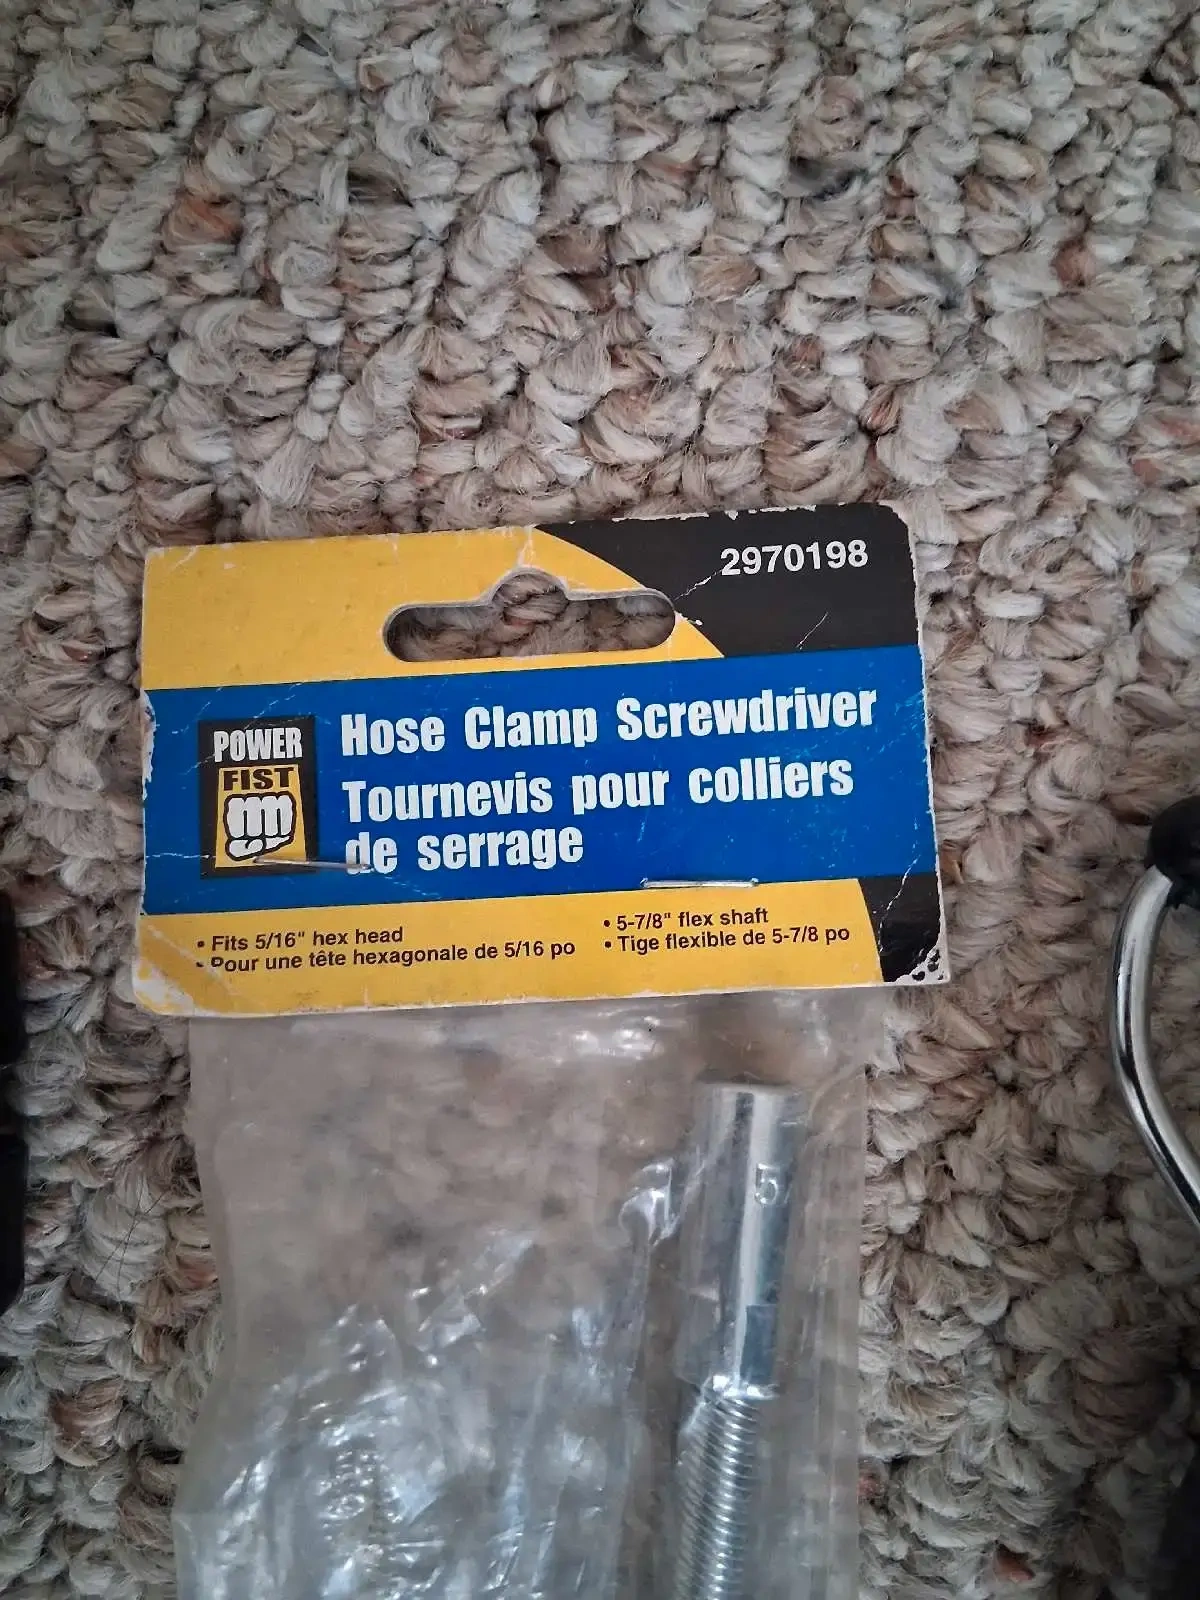 2970198
POWER
FIST
Hose Clamp Screwdriver
Tournevis pour colliers
de serrage
• Fits 5/16" hex head
• Pour une tête hexagonale de 5/16 po
• 5-7/8" flex shaft
• Tige flexible de 5-7/8 po
5